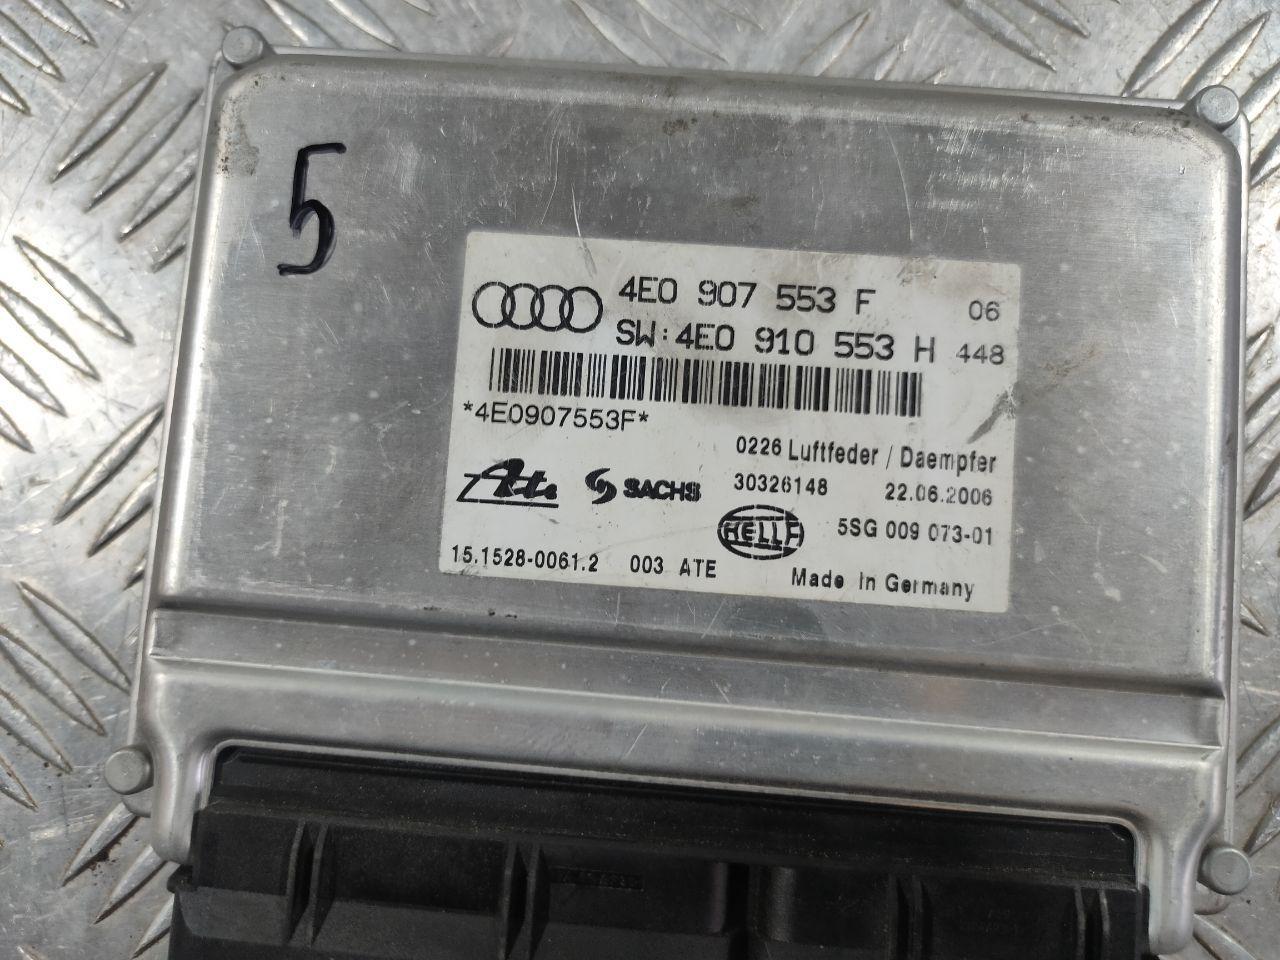 5
4E0 907 553 F 06
SW: 4E0 910 553 H 448
*4E0907553F*
0226 Luftfeder / Daempfer
30326148 22.06.2006
Ate SACHS
HELLA 5SG 009 073-01
15.1528-0061.2 003 ATE
Made In Germany